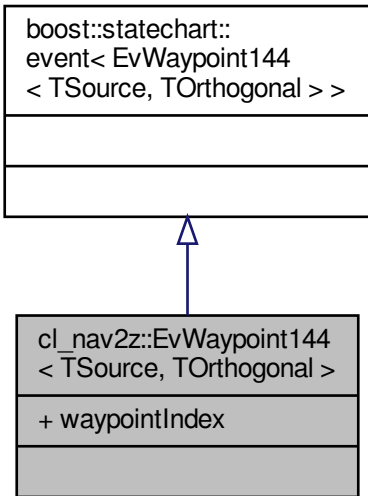 boost::statechart::
event< EvWaypoint144
< TSource, TOrthogonal > >
cl_nav2z::EvWaypoint144
< TSource, TOrthogonal >
+ waypointIndex